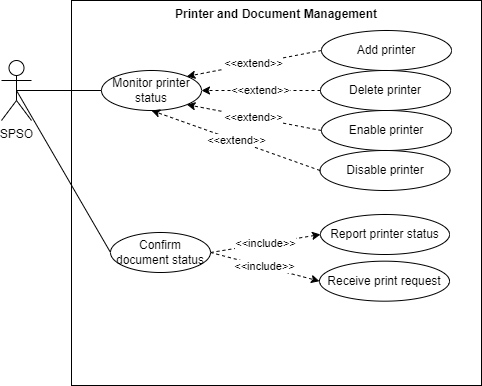 Printer and Document Management
Add printer
<<extend>>
Monitor printer
status
<<extend>>
Delete printer
<<extend>>
Enable printer
SPSO
<<extend>>
Disable printer
Report printer status
Confirm
document status
<<include>>
<<include>>
Receive print request